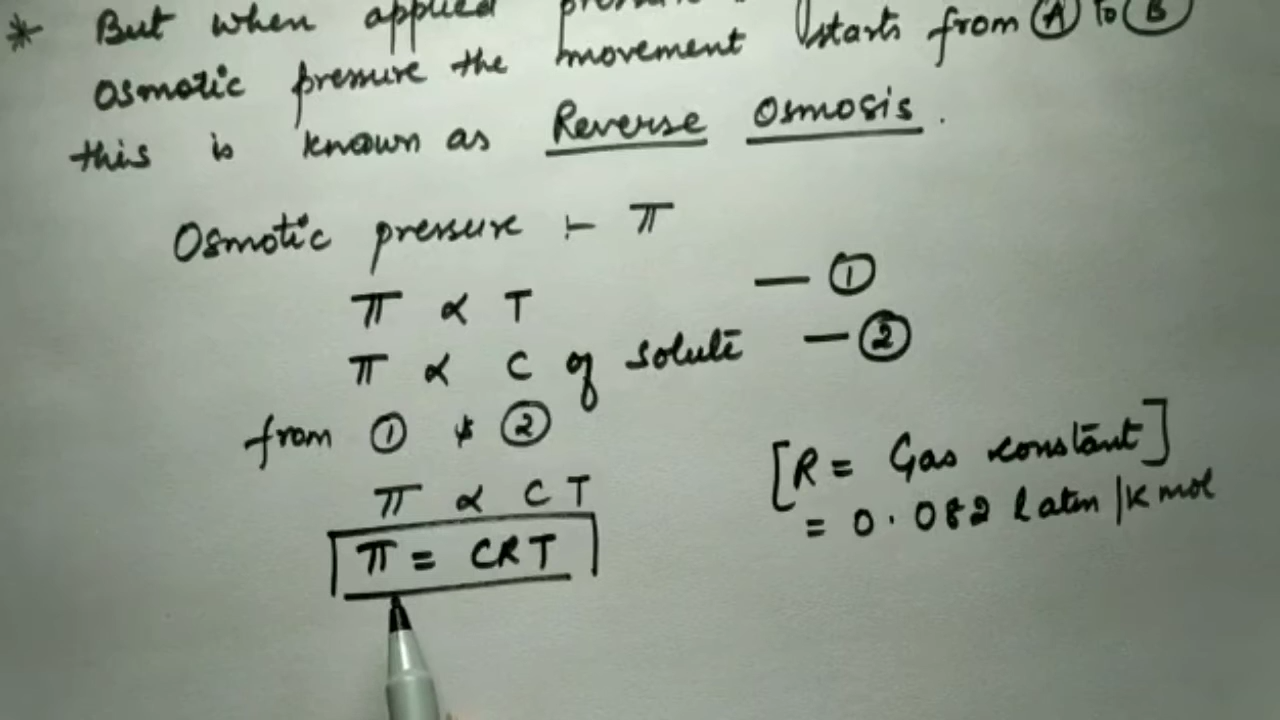 * But when applied pressure
osmotic pressure the movement starts from Ⓐ to Ⓑ
this is known as Reverse Osmosis.
Osmotic pressure :- π
π ∝ T — ①
π ∝ C of solute — ②
from ① & ②
π ∝ CT
π = CRT
[R = Gas constant]
= 0.082 l atm/K mol